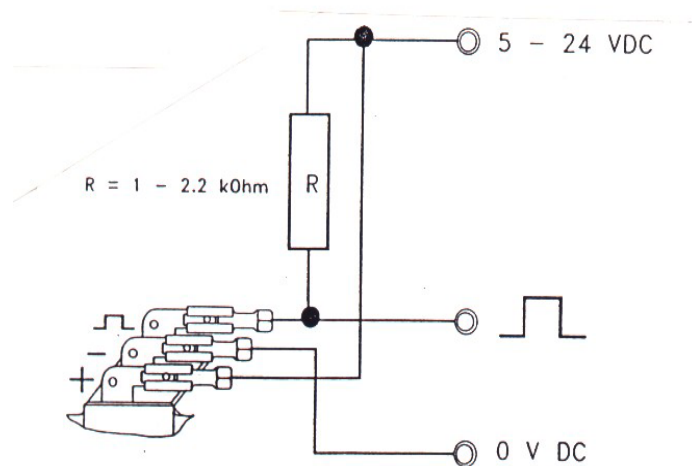 5 - 24 VDC
R = 1 - 2.2 kOhm
R
-
+
0 V DC